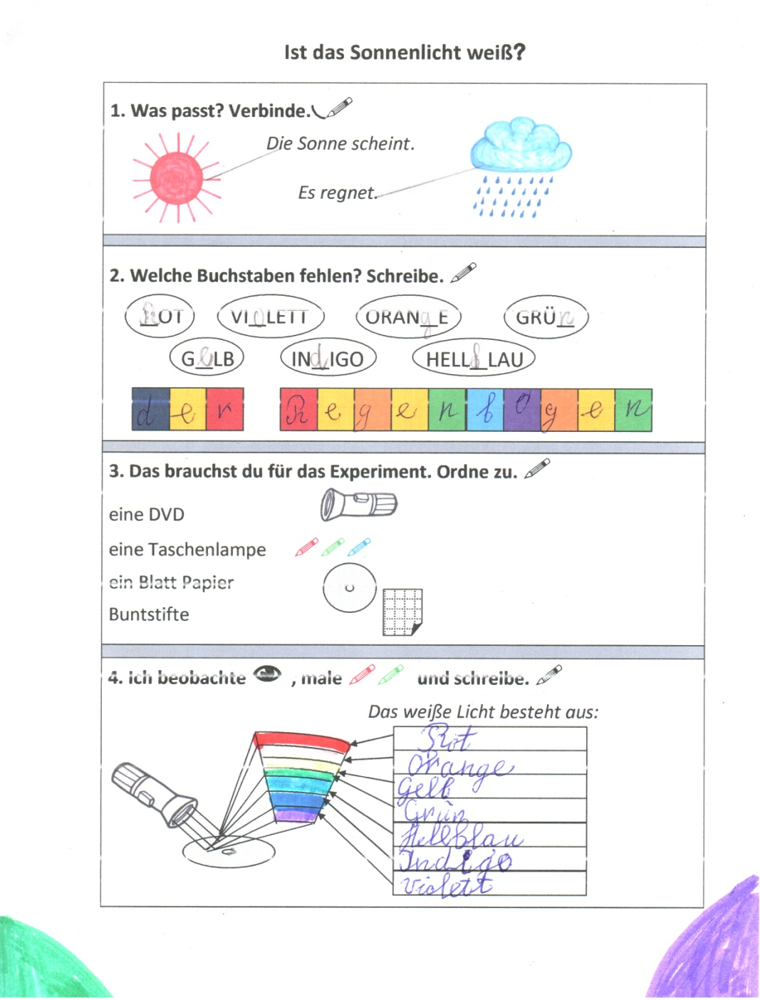 Ist das Sonnenlicht weiß?
1. Was passt? Verbinde.
Die Sonne scheint.
Es regnet.
2. Welche Buchstaben fehlen? Schreibe.
ROT VIOLETT ORANgE GRÜn
GeLB INdIGO HELLbLAU
der Regenbogen
3. Das brauchst du für das Experiment. Ordne zu.
eine DVD
eine Taschenlampe
ein Blatt Papier
Buntstifte
4. Ich beobachte , male und schreibe.
Das weiße Licht besteht aus:
Rot
Orange
Gelb
Grün
Hellblau
Indigo
Violett